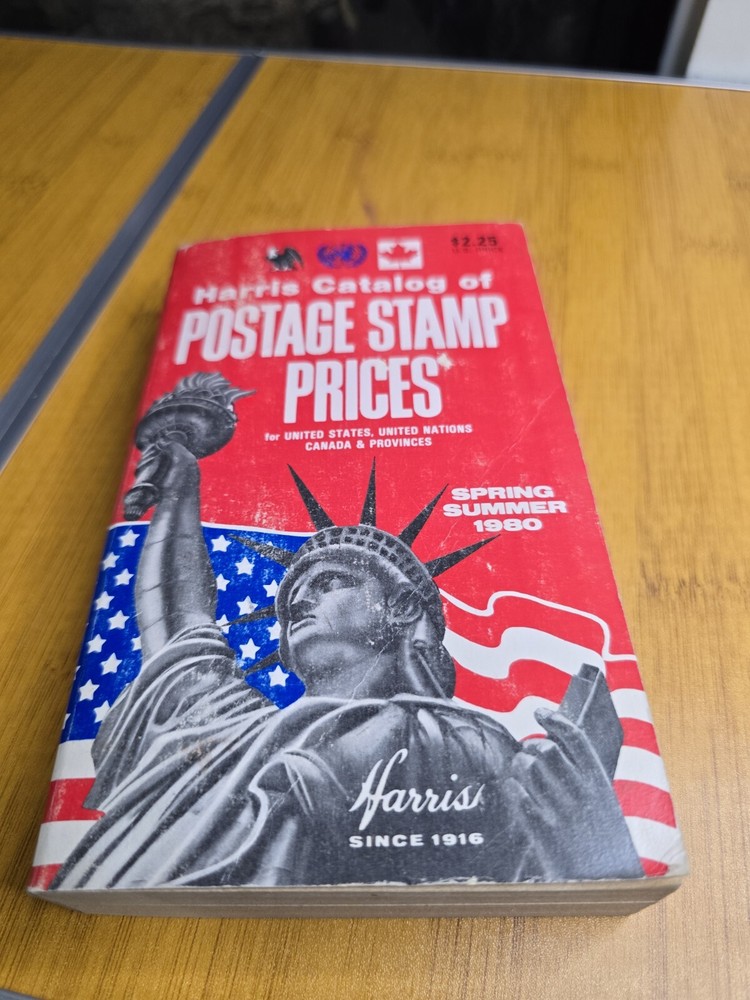 $2.25
U.S. PRICE
Harris Catalog of
POSTAGE STAMP
PRICES
for UNITED STATES, UNITED NATIONS
CANADA & PROVINCES
SPRING
SUMMER
1980
Harris
SINCE 1916